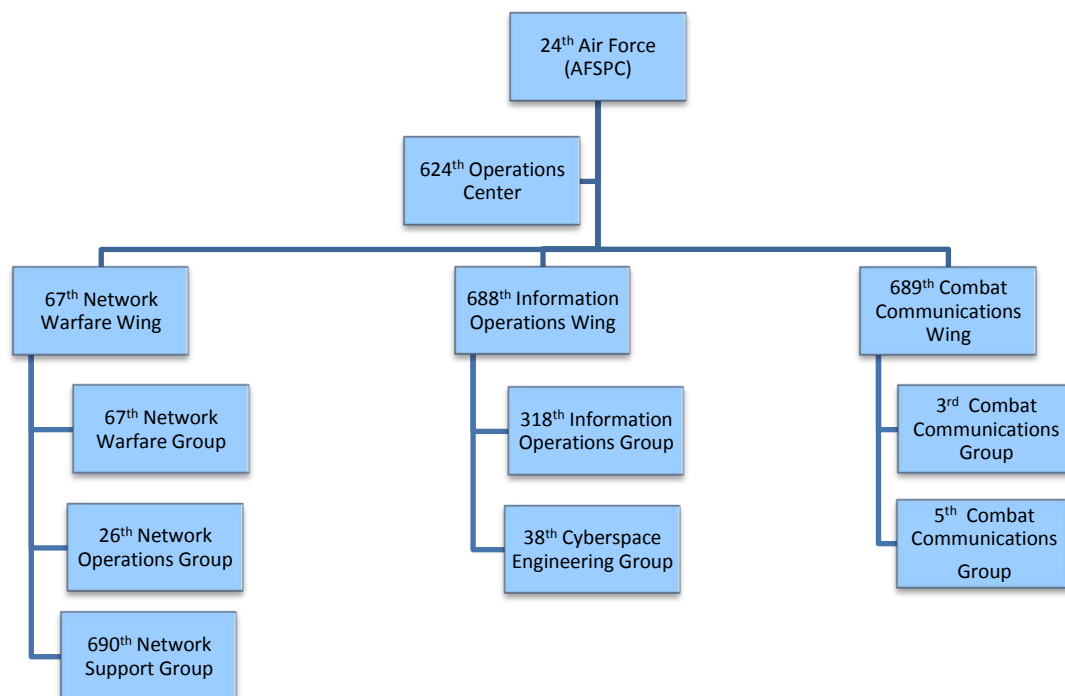 24th Air Force
(AFSPC)
624th Operations
Center
67th Network
Warfare Wing
688th Information
Operations Wing
689th Combat
Communications
Wing
67th Network
Warfare Group
318th Information
Operations Group
3rd Combat
Communications
Group
26th Network
Operations Group
38th Cyberspace
Engineering Group
5th Combat
Communications
Group
690th Network
Support Group